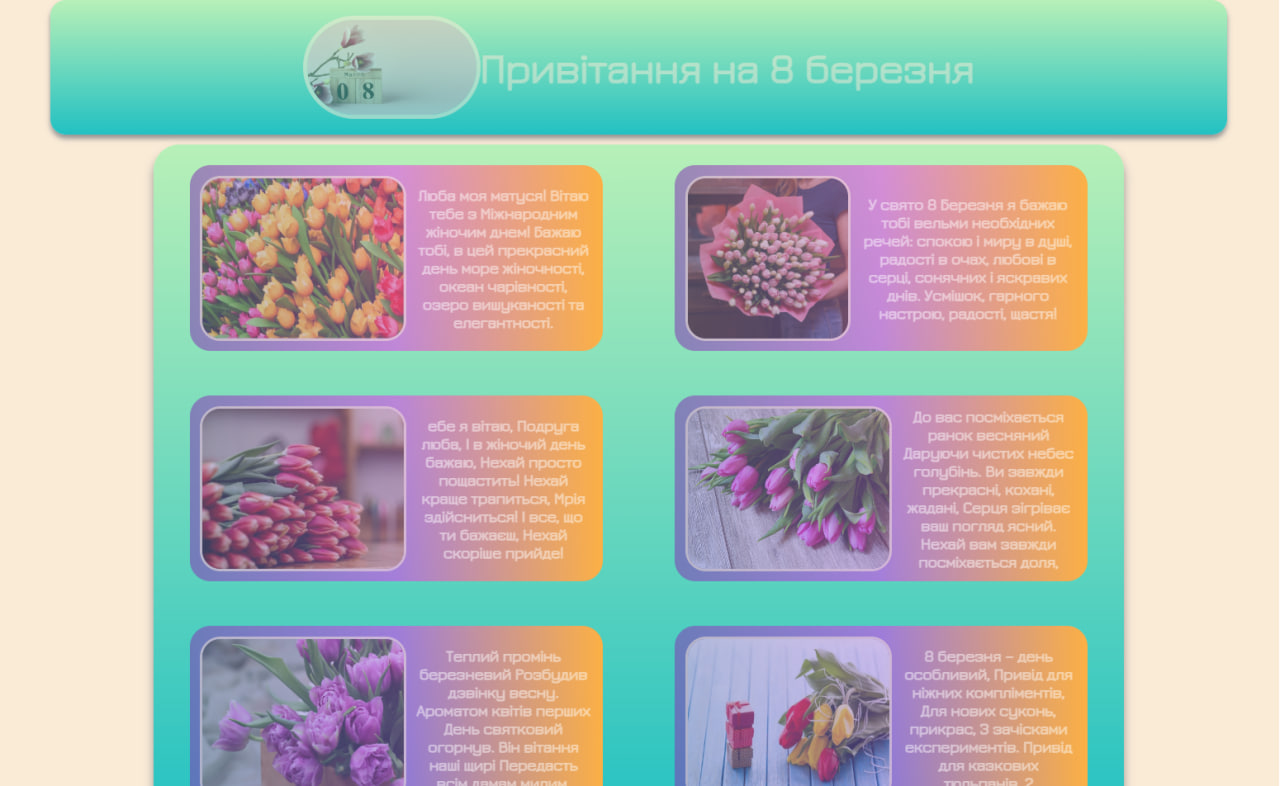 Привітання на 8 березня
08
Люба моя матуся! Вітаю
тебе з Міжнародним
жіночим днем! Бажаю
тобі, в цей прекрасний
день море жіночності,
океан чарівності,
озеро вишуканості та
елегантності.
У свято 8 Березня я бажаю
тобі вельми необхідних
речей: спокою і миру в душі,
радості в очах, любові в
серці, сонячних і яскравих
днів. Усмішок, гарного
настрою, радості, щастя!
ебе я вітаю, Подруга
люба, І в жіночий день
бажаю, Нехай просто
пощастить! Нехай
краще трапиться, Мрія
здійсниться! І все, що
ти бажаєш, Нехай
скоріше прийде!
До вас посміхається
ранок весняний
Даруючи чистих небес
голубінь. Ви завжди
прекрасні, кохані,
жадані, Серця зігріває
ваш погляд ясний.
Нехай вам завжди
посміхається доля,
Теплий промінь
березневий Розбудив
дзвінку весну.
Ароматом квітів перших
День святковий
огорнув. Він вітання
наші щирі Передасть
всім дамам милим
8 березня – день
особливий, Привід для
ніжних компліментів,
Для нових суконь,
прикрас, З зачісками
експериментів. Привід
для казкових